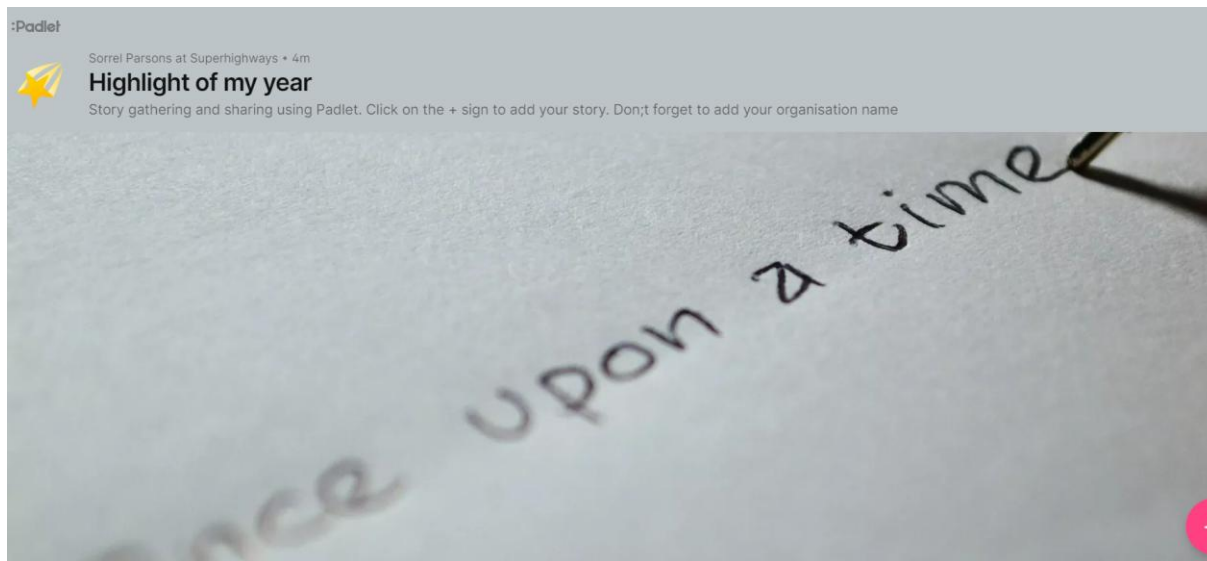 :Padlet
Sorrel Parsons at Superhighways • 4m
Highlight of my year
Story gathering and sharing using Padlet. Click on the + sign to add your story. Don;t forget to add your organisation name
once upon a time